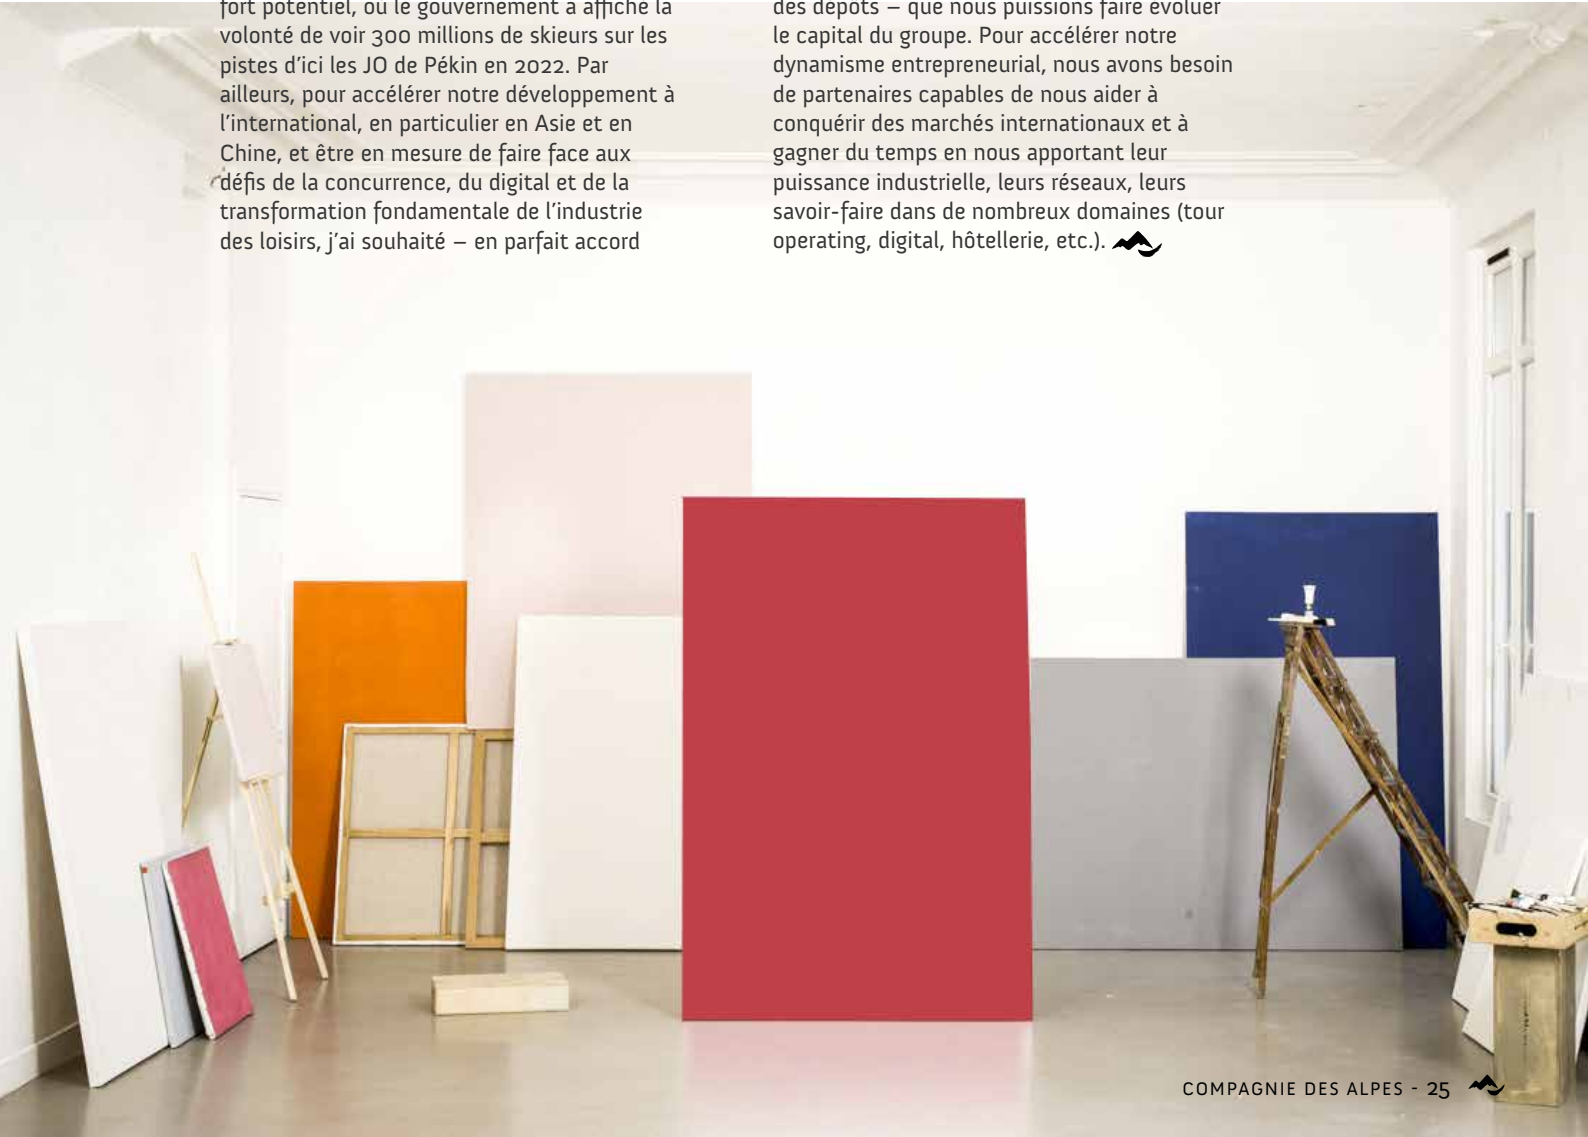 fort potentiel, où le gouvernement a affiché la
volonté de voir 300 millions de skieurs sur les
pistes d'ici les JO de Pékin en 2022. Par
ailleurs, pour accélérer notre développement à
l'international, en particulier en Asie et en
Chine, et être en mesure de faire face aux
défis de la concurrence, du digital et de la
transformation fondamentale de l'industrie
des loisirs, j'ai souhaité – en parfait accord
des dépôts – que nous puissions faire évoluer
le capital du groupe. Pour accélérer notre
dynamisme entrepreneurial, nous avons besoin
de partenaires capables de nous aider à
conquérir des marchés internationaux et à
gagner du temps en nous apportant leur
puissance industrielle, leurs réseaux, leurs
savoir-faire dans de nombreux domaines (tour
operating, digital, hôtellerie, etc.).
COMPAGNIE DES ALPES - 25